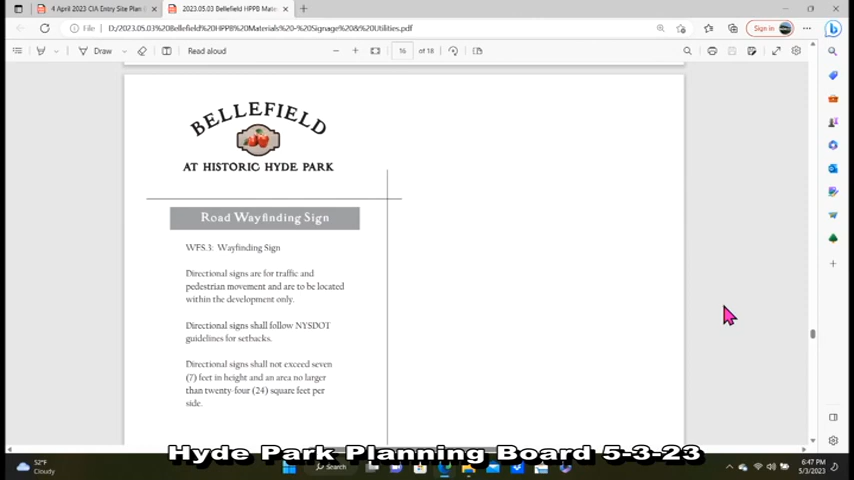 4 April 2023 CIA Entry Site Plan
2023.05.03 Bellefield HPPB Mate
File
D:/2023.05.03%20Bellefield%20HPPB%20Materials%20-%20Signage%20&%20Utilities.pdf
Sign in
Draw
Read aloud
of 18
BELLEFIELD
AT HISTORIC HYDE PARK
Road Wayfinding Sign
WFS.3: Wayfinding Sign
Directional signs are for traffic and
pedestrian movement and are to be located
within the development only.
Directional signs shall follow NYSDOT
guidelines for setbacks.
Directional signs shall not exceed seven
(7) feet in height and an area no larger
than twenty-four (24) square feet per
side.
Hyde Park Planning Board 5-3-23
52°F
Cloudy
Search
6:47 PM
5/3/2023